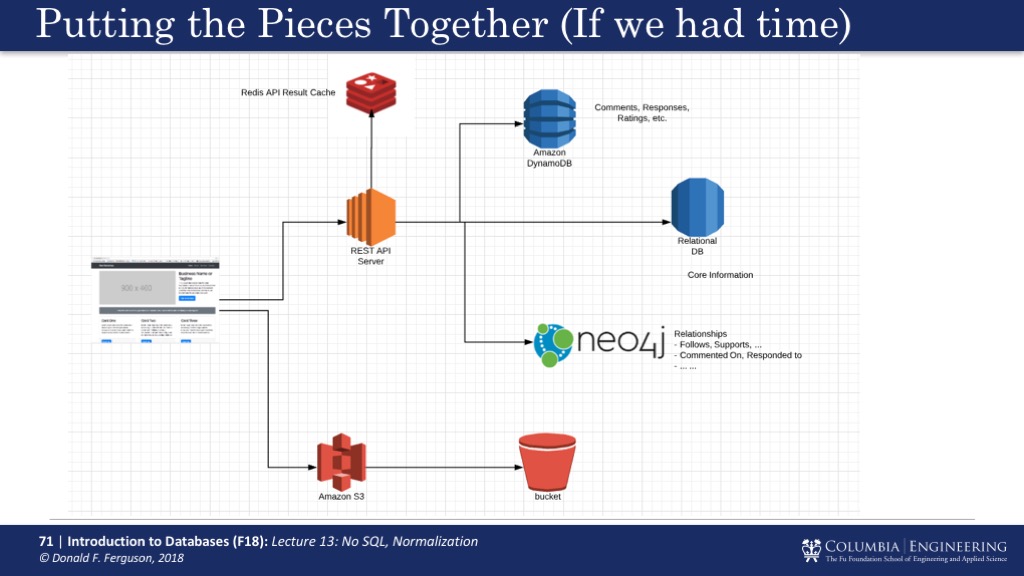 Putting the Pieces Together (If we had time)
Redis API Result Cache
Comments, Responses,
Ratings, etc.
Amazon
DynamoDB
REST API
Server
Relational
DB
Core Information
Business Name or
Tagline
900 x 400
neo4j
Relationships
- Follows, Supports, ...
- Commented On, Responded to
- ... ...
Amazon S3
bucket
71 | Introduction to Databases (F18): Lecture 13: No SQL, Normalization
© Donald F. Ferguson, 2018
COLUMBIA | ENGINEERING
The Fu Foundation School of Engineering and Applied Science